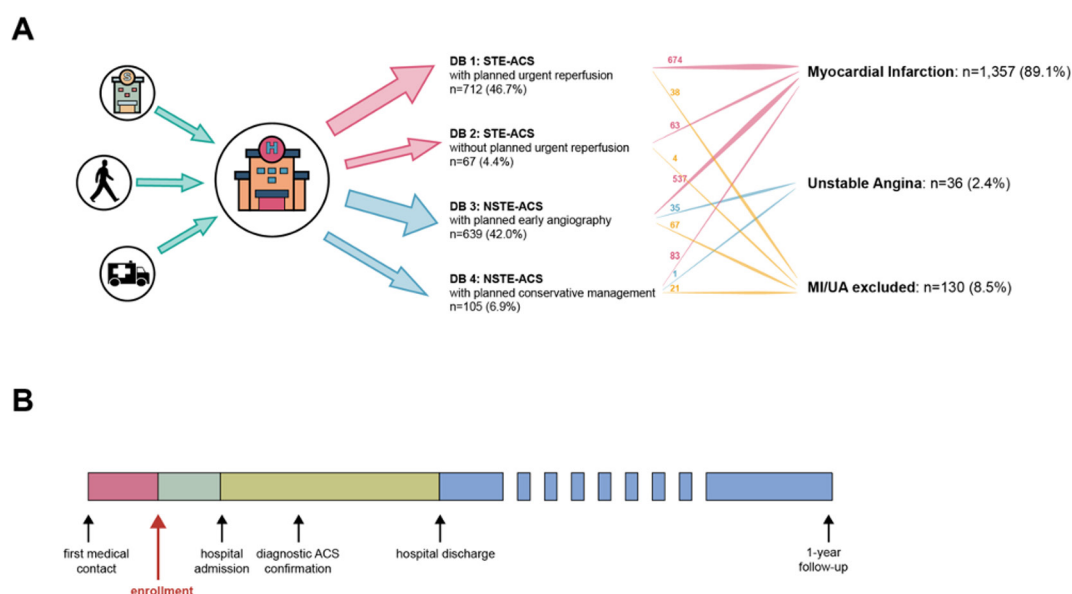 A
DB 1: STE-ACS
with planned urgent reperfusion
n=712 (46.7%)
DB 2: STE-ACS
without planned urgent reperfusion
n=67 (4.4%)
DB 3: NSTE-ACS
with planned early angiography
n=639 (42.0%)
DB 4: NSTE-ACS
with planned conservative management
n=105 (6.9%)
674
38
63
4
537
35
67
83
1
21
Myocardial Infarction: n=1,357 (89.1%)
Unstable Angina: n=36 (2.4%)
MI/UA excluded: n=130 (8.5%)
S
H
B
first medical
contact
enrollment
hospital
admission
diagnostic ACS
confirmation
hospital discharge
1-year
follow-up